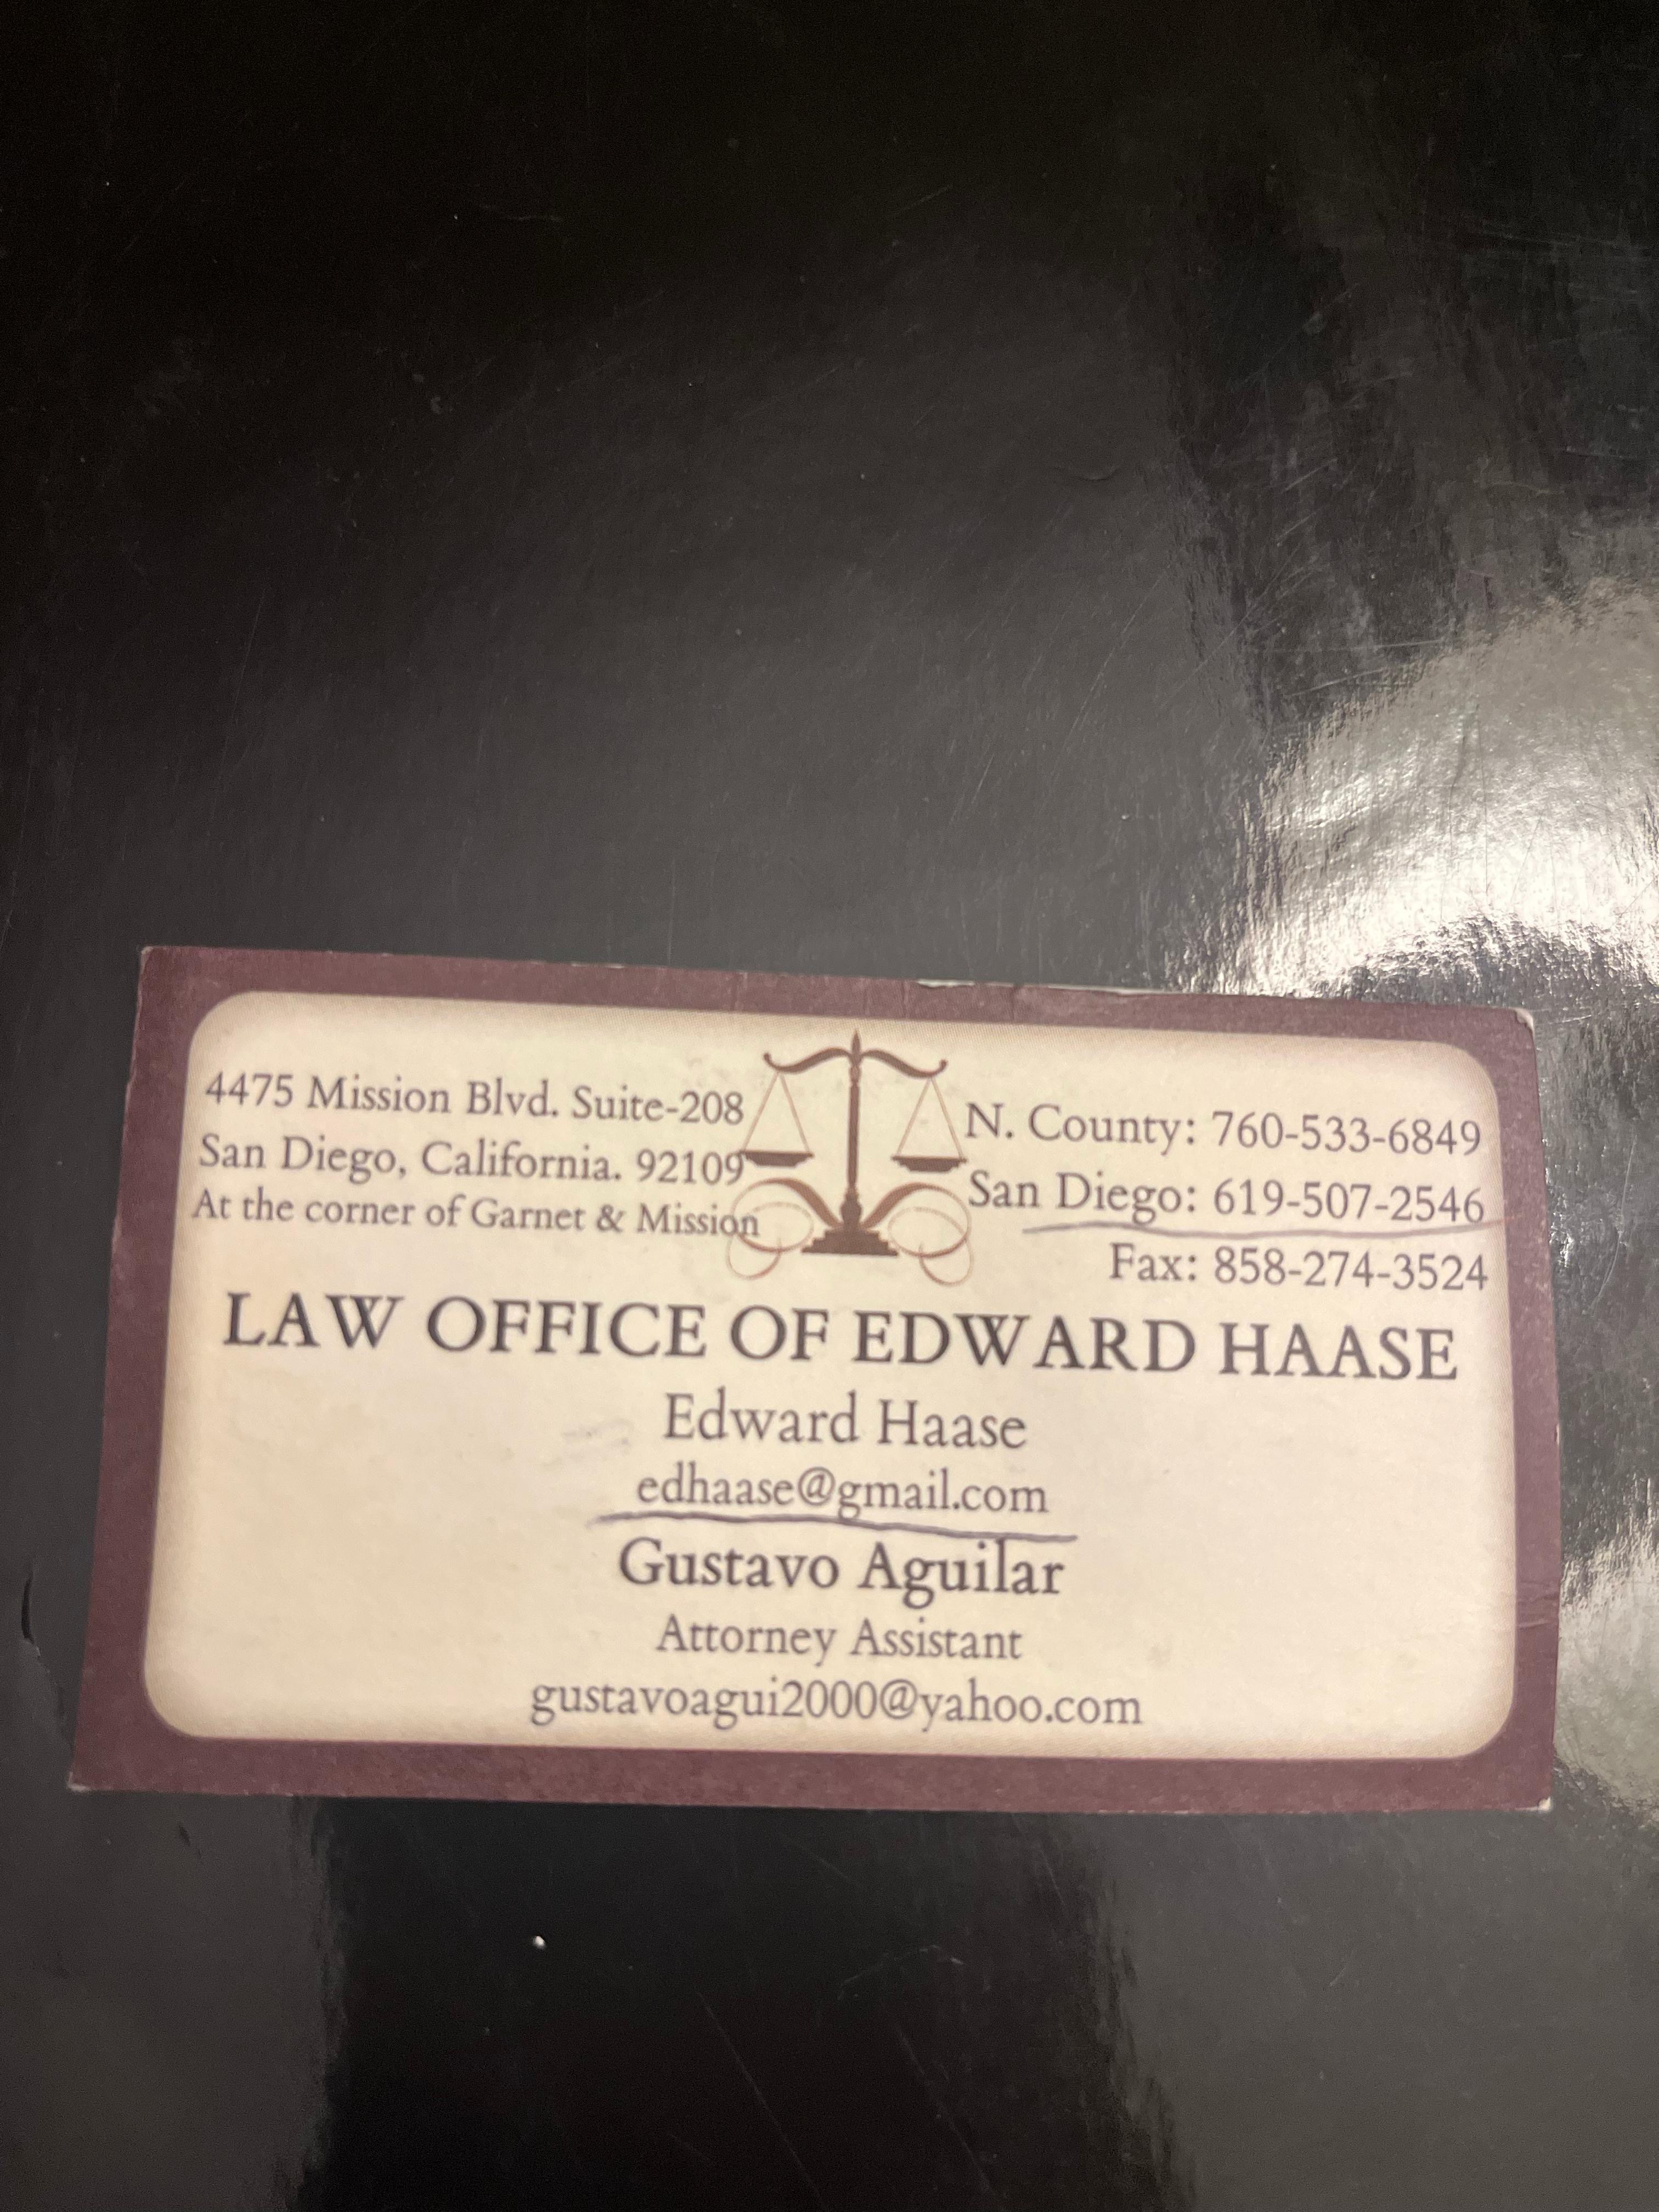 4475 Mission Blvd. Suite-208
San Diego, California. 92109
At the corner of Garnet & Mission
N. County: 760-533-6849
San Diego: 619-507-2546
Fax: 858-274-3524
LAW OFFICE OF EDWARD HAASE
Edward Haase
edhaase@gmail.com
Gustavo Aguilar
Attorney Assistant
gustavoagui2000@yahoo.com